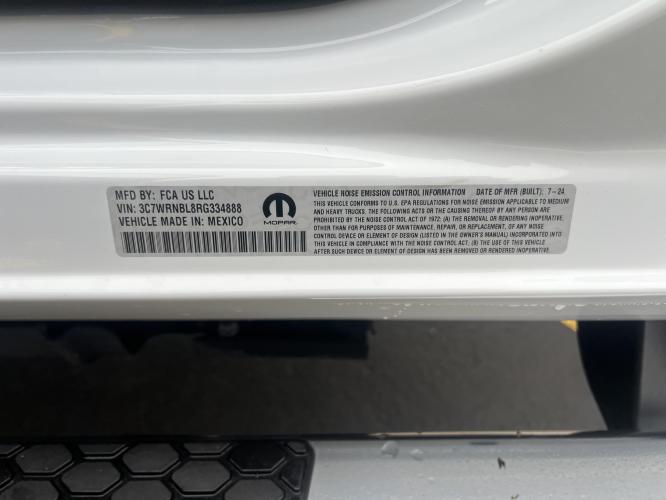 MFD BY: FCA US LLC
VIN: 3C7WRNBL8RG334888
VEHICLE MADE IN: MEXICO
MOPAR
VEHICLE NOISE EMISSION CONTROL INFORMATION DATE OF MFR (BUILT): 7-24
THIS VEHICLE CONFORMS TO U.S. EPA REGULATIONS FOR NOISE EMISSION APPLICABLE TO MEDIUM
AND HEAVY TRUCKS. THE FOLLOWING ACTS OR THE CAUSING THEREOF BY ANY PERSON ARE
PROHIBITED BY THE NOISE CONTROL ACT OF 1972: (A) THE REMOVAL OR RENDERING INOPERATIVE,
OTHER THAN FOR PURPOSES OF MAINTENANCE, REPAIR, OR REPLACEMENT, OF ANY NOISE
CONTROL DEVICE OR ELEMENT OF DESIGN (LISTED IN THE OWNER'S MANUAL) INCORPORATED INTO
THIS VEHICLE IN COMPLIANCE WITH THE NOISE CONTROL ACT; (B) THE USE OF THIS VEHICLE
AFTER SUCH DEVICE OR ELEMENT OF DESIGN HAS BEEN REMOVED OR RENDERED INOPERATIVE.